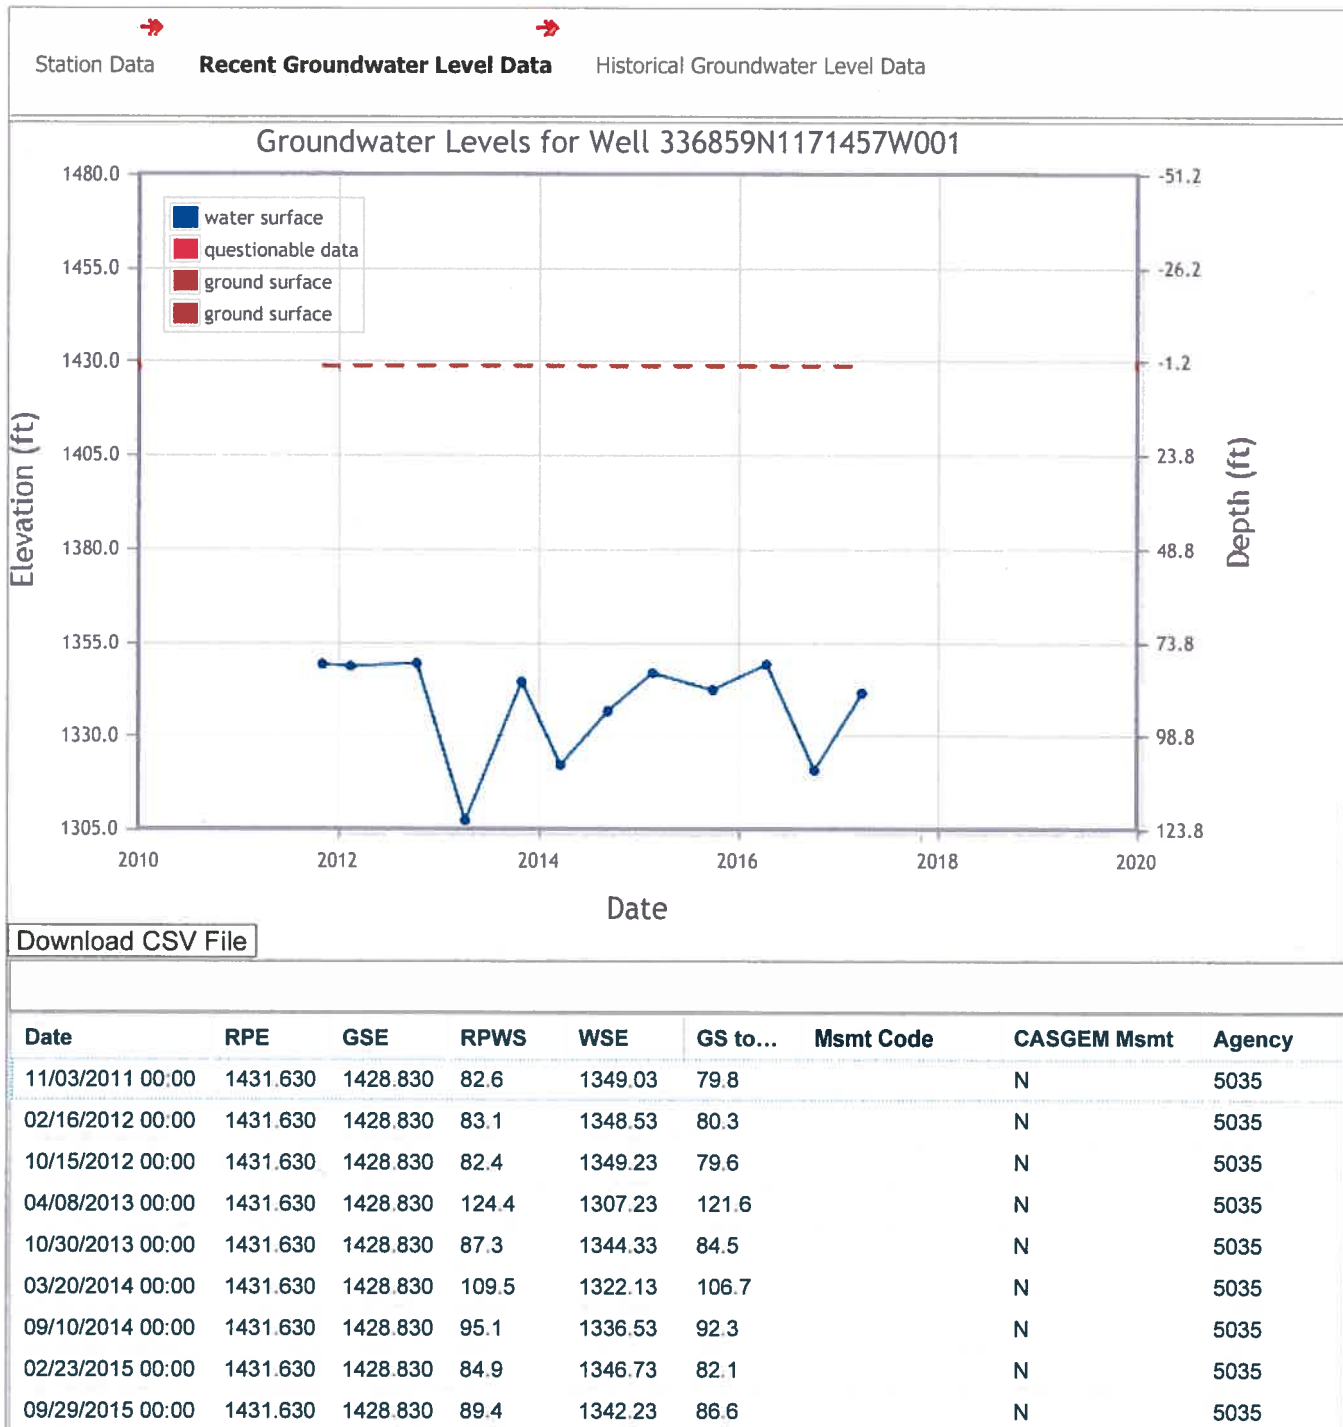 Station Data Recent Groundwater Level Data Historical Groundwater Level Data
Groundwater Levels for Well 336859N1171457W001
1480.0 -51.2
water surface
questionable data
1455.0 -26.2
ground surface
ground surface
1430.0 -1.2
1405.0 23.8
Elevation (ft)
Depth (ft)
1380.0 48.8
1355.0 73.8
1330.0 98.8
1305.0 123.8
2010 2012 2014 2016 2018 2020
Date
Download CSV File
Date RPE GSE RPWS WSE GS to... Msmt Code CASGEM Msmt Agency
11/03/2011 00:00 1431.630 1428.830 82.6 1349.03 79.8 N 5035
02/16/2012 00:00 1431.630 1428.830 83.1 1348.53 80.3 N 5035
10/15/2012 00:00 1431.630 1428.830 82.4 1349.23 79.6 N 5035
04/08/2013 00:00 1431.630 1428.830 124.4 1307.23 121.6 N 5035
10/30/2013 00:00 1431.630 1428.830 87.3 1344.33 84.5 N 5035
03/20/2014 00:00 1431.630 1428.830 109.5 1322.13 106.7 N 5035
09/10/2014 00:00 1431.630 1428.830 95.1 1336.53 92.3 N 5035
02/23/2015 00:00 1431.630 1428.830 84.9 1346.73 82.1 N 5035
09/29/2015 00:00 1431.630 1428.830 89.4 1342.23 86.6 N 5035